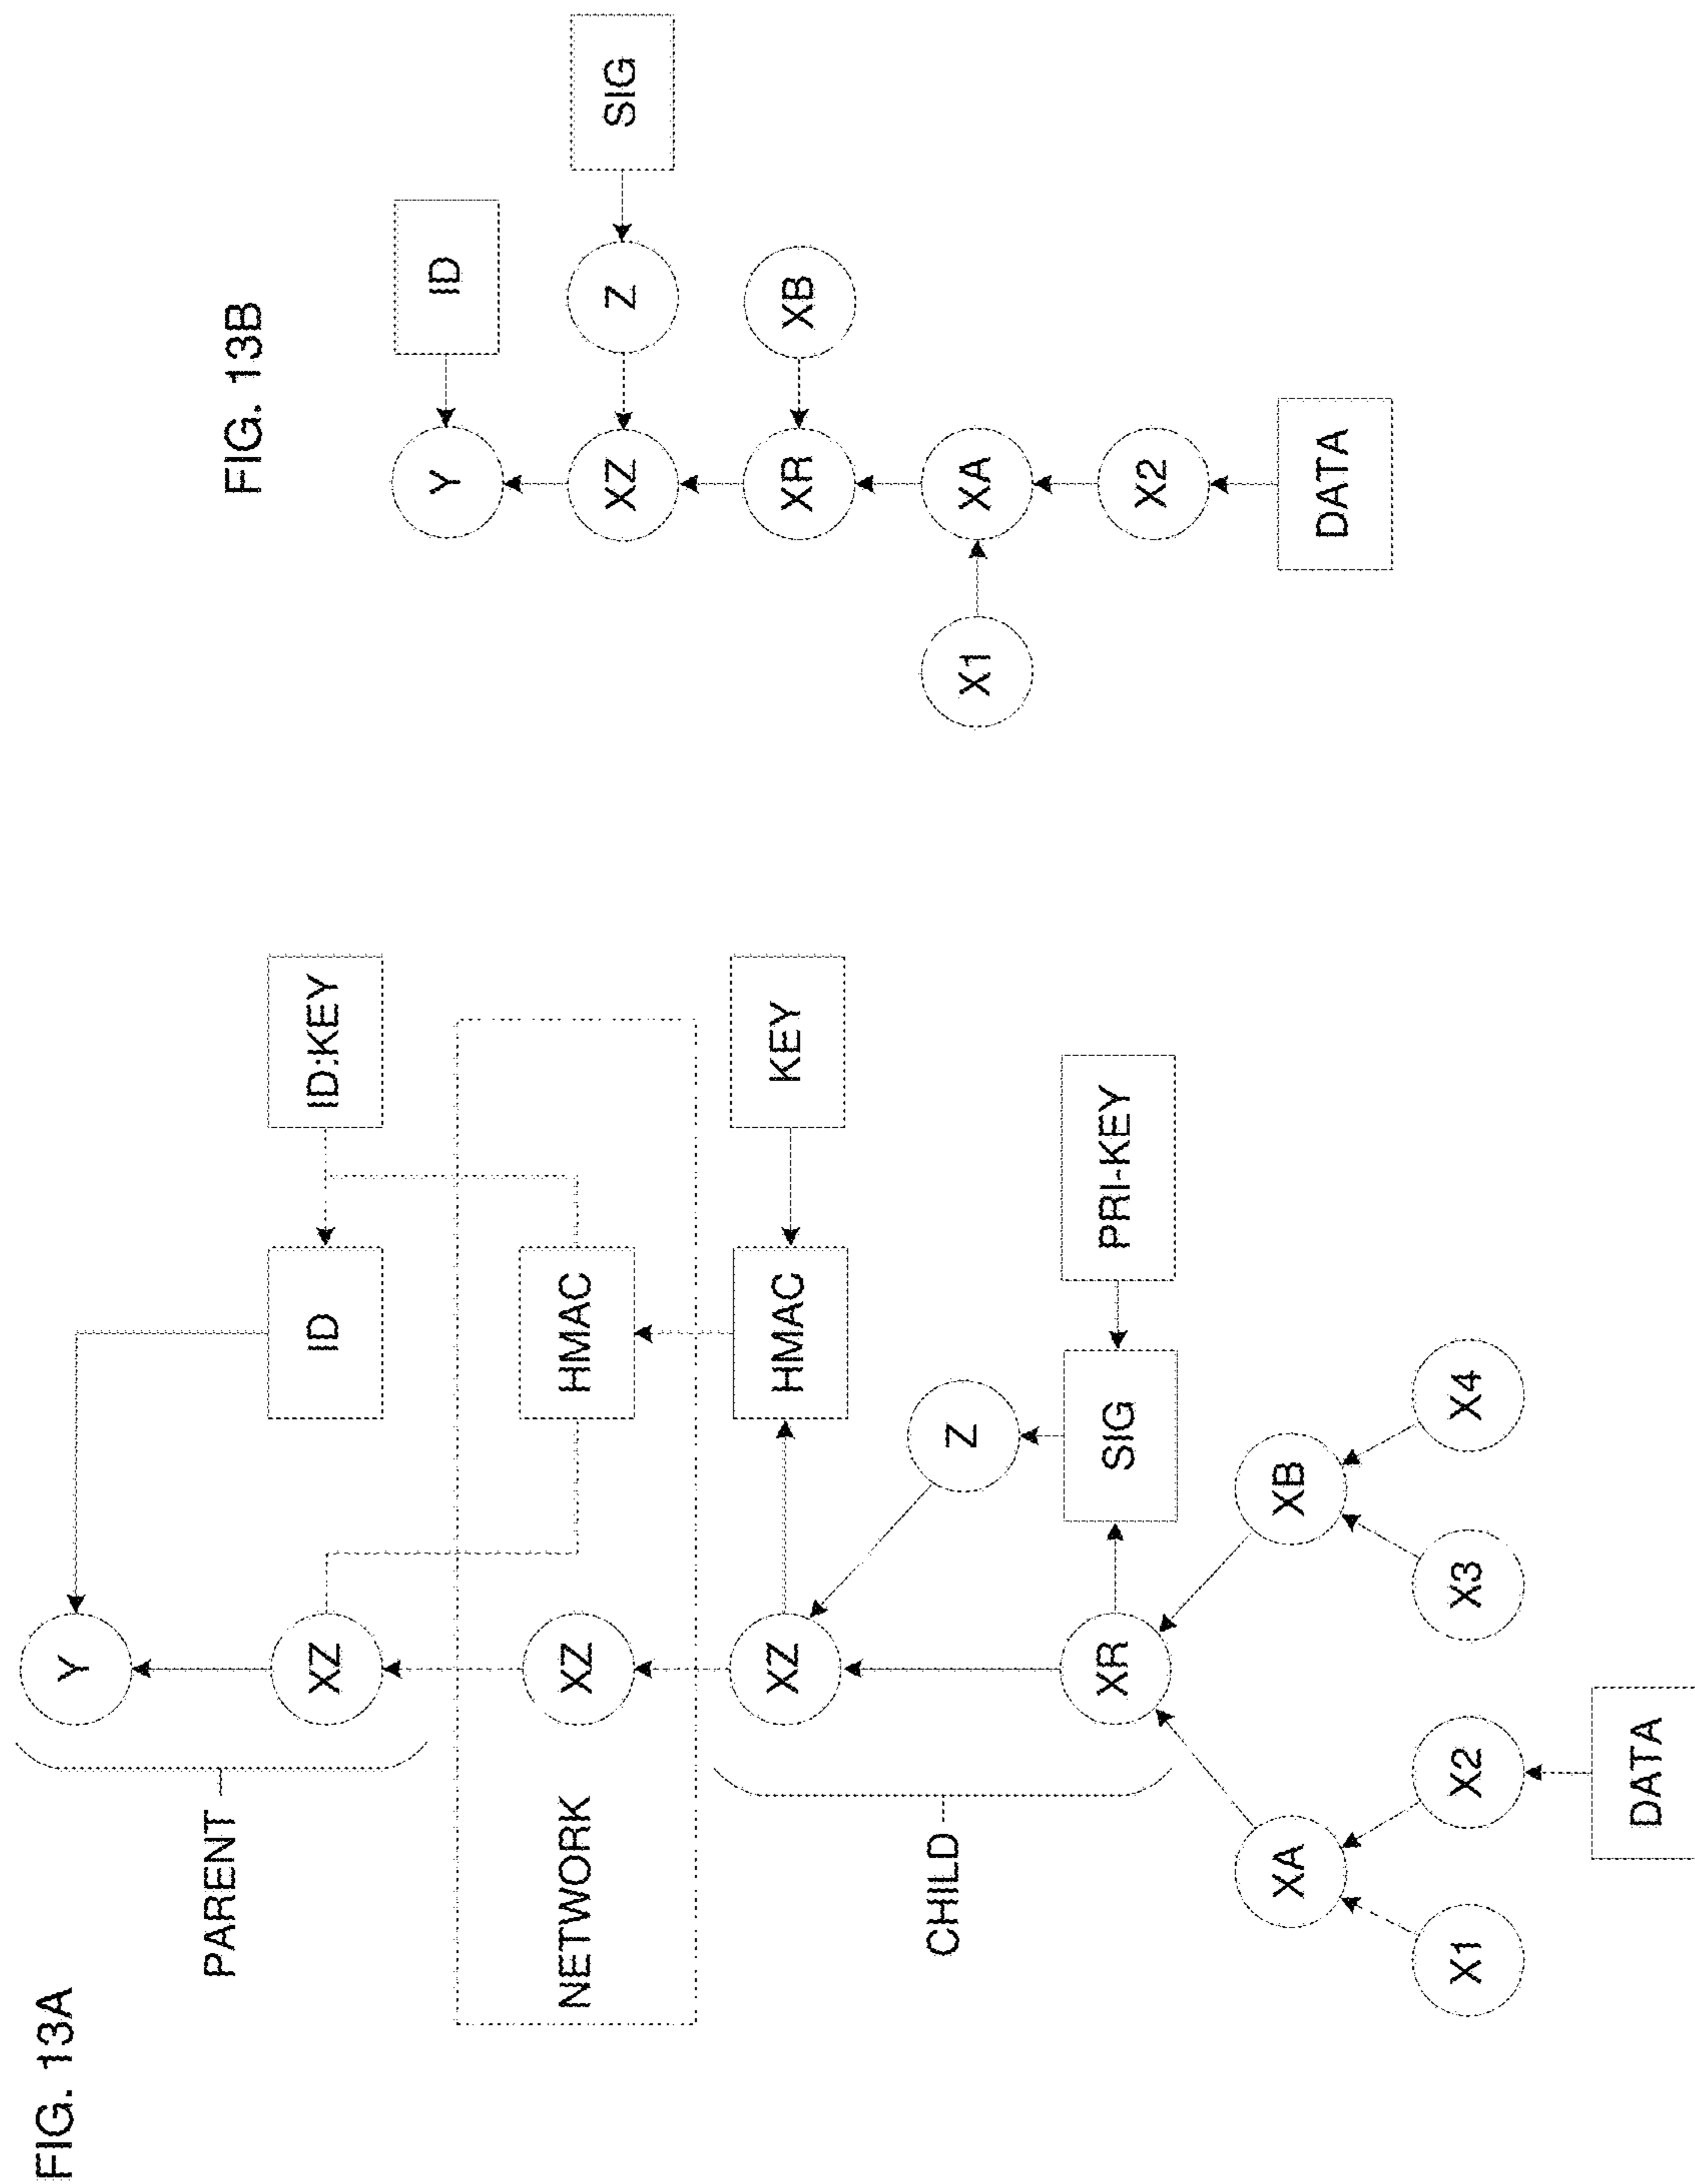 FIG. 13A
Y
PARENT
XZ
ID
ID:KEY
NETWORK
XZ
HMAC
XZ
HMAC
KEY
CHILD
Z
XR
SIG
PRI-KEY
XA
XB
X1
X2
X3
X4
DATA
FIG. 13B
Y
ID
XZ
Z
SIG
XR
XB
X1
XA
X2
DATA